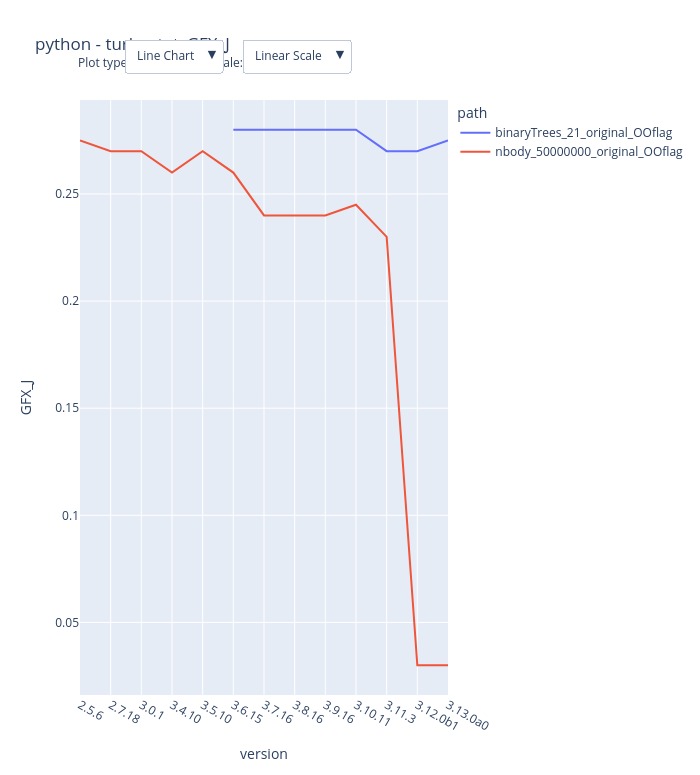 python - GFX_J
Plot type Line Chart ▼ ale: Linear Scale ▼
path
binaryTrees_21_original_OOflag
nbody_50000000_original_OOflag
0.25
0.2
0.15
0.1
0.05
GFX_J
2.5.6 2.7.18 3.0.1 3.4.10 3.5.10 3.6.15 3.7.16 3.8.16 3.9.16 3.10.11 3.11.3 3.12.0b1 3.13.0a0
version